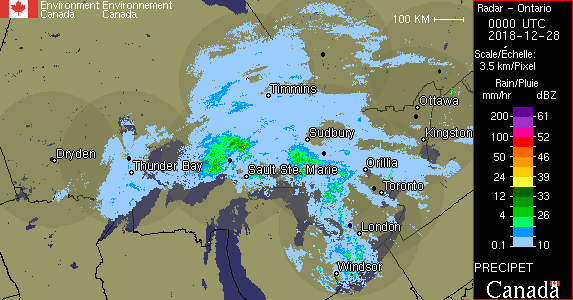 Environment Environnement
Canada Canada
100 KM
Timmins
Ottawa
Sudbury
Kingston
Dryden
Thunder Bay
Sault Ste. Marie
Orillia
Toronto
London
Windsor
Radar - Ontario
0000 UTC
2018-12-28
Scale/Échelle:
3.5 km/Pixel
Rain/Pluie
mm/hr dBZ
200 61
100 56
52 53
50 46
24 39
12 33
4 26
0.1 10
PRECIPET
Canada